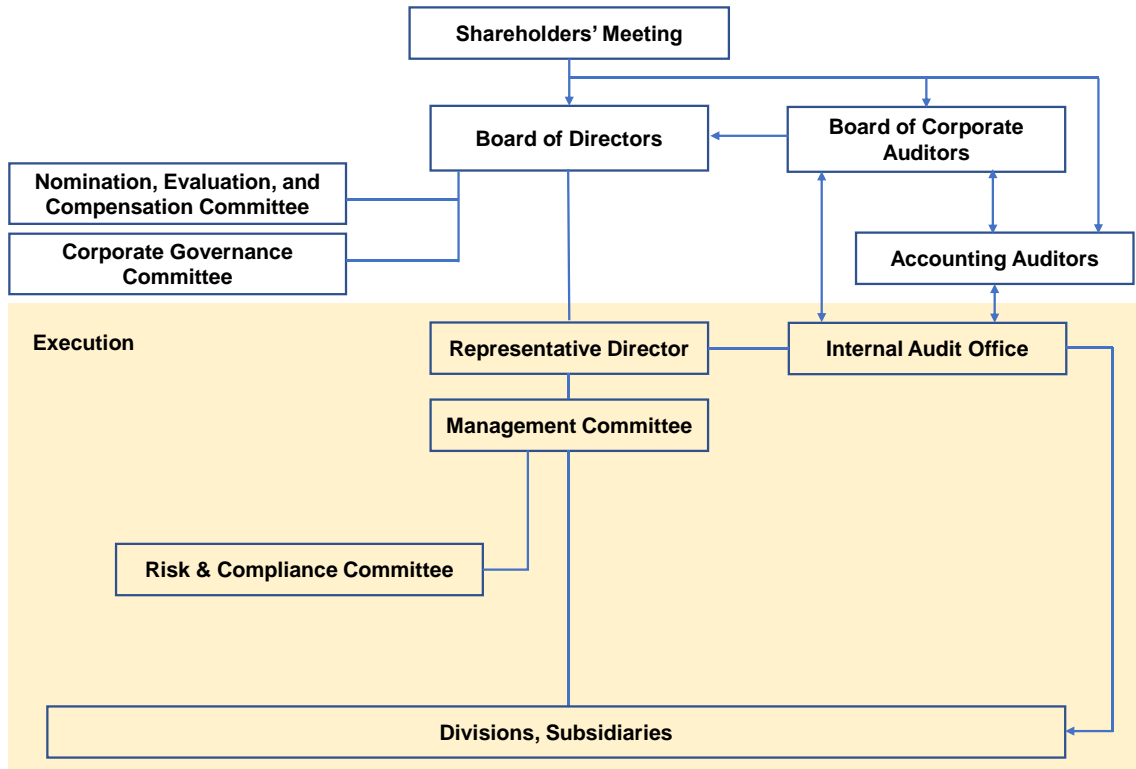 Shareholders’ Meeting
Board of Directors
Board of Corporate
Auditors
Nomination, Evaluation, and
Compensation Committee
Corporate Governance
Committee
Accounting Auditors
Execution
Representative Director
Internal Audit Office
Management Committee
Risk & Compliance Committee
Divisions, Subsidiaries